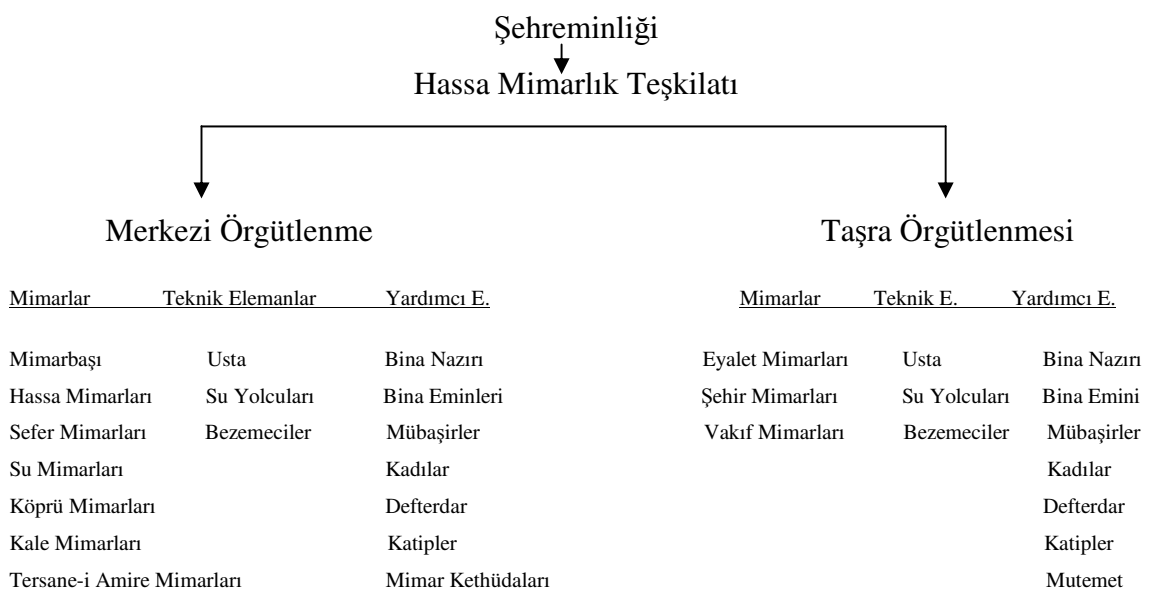 Şehreminliği
Hassa Mimarlık Teşkilatı
Merkezi Örgütlenme Taşra Örgütlenmesi
Mimarlar Teknik Elemanlar Yardımcı E. Mimarlar Teknik E. Yardımcı E.
Mimarbaşı Usta Bina Nazırı Eyalet Mimarları Usta Bina Nazırı
Hassa Mimarları Su Yolcuları Bina Eminleri Şehir Mimarları Su Yolcuları Bina Emini
Sefer Mimarları Bezemeciler Mübaşirler Vakıf Mimarları Bezemeciler Mübaşirler
Su Mimarları Kadılar Kadılar
Köprü Mimarları Defterdar Defterdar
Kale Mimarları Katipler Katipler
Tersane-i Amire Mimarları Mimar Kethüdaları Mutemet